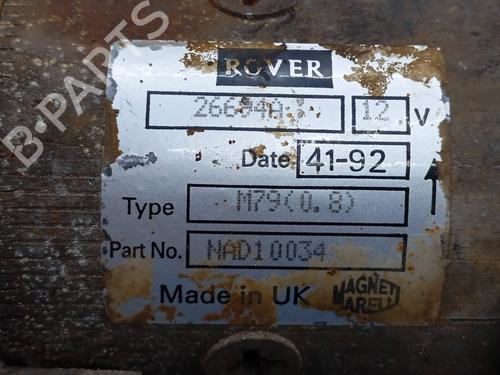 ROVER
12 V
Date 41-92
Type M79(0.8)
Part No. NAD10034
Made in UK MAGNETI MARELLI
B-PARTS